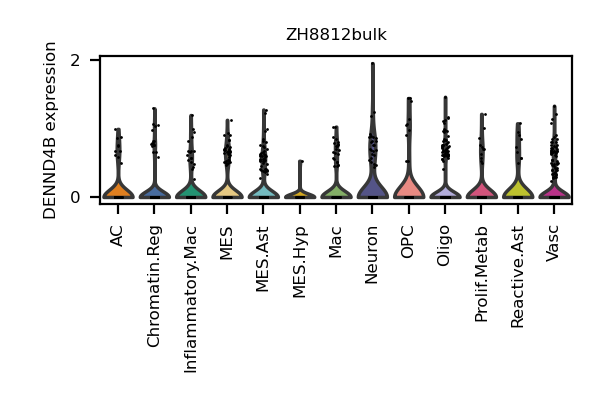 ZH8812bulk
DENND4B expression
2
0
AC
Chromatin.Reg
Inflammatory.Mac
MES
MES.Ast
MES.Hyp
Mac
Neuron
OPC
Oligo
Prolif.Metab
Reactive.Ast
Vasc